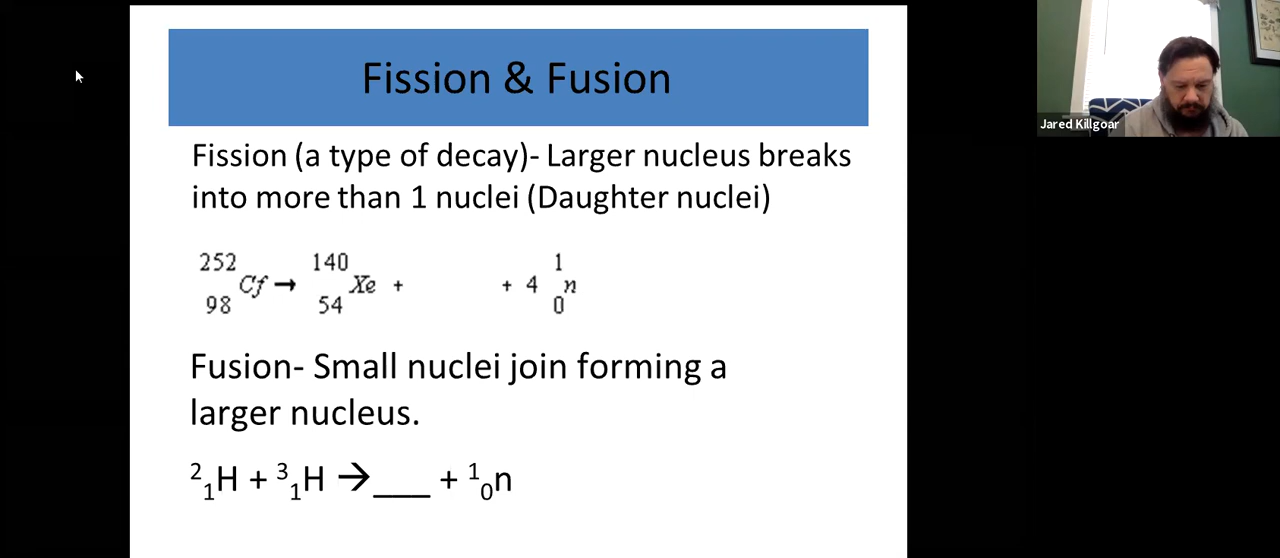 Fission & Fusion
Jared Killgoar
Fission (a type of decay)- Larger nucleus breaks
into more than 1 nuclei (Daughter nuclei)
252 98 Cf → 140 54 Xe + + 4 1 0 n
Fusion- Small nuclei join forming a
larger nucleus.
²₁H + ³₁H →___ + ¹₀n